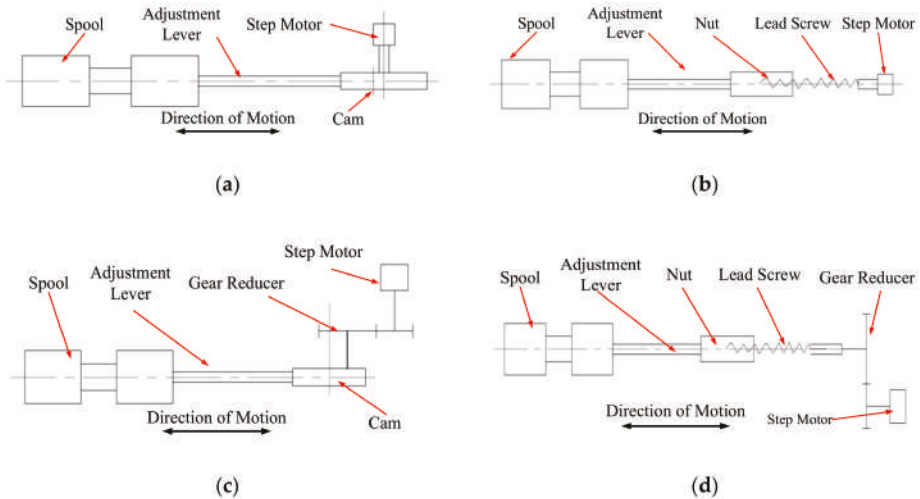 Spool
Adjustment
Lever
Step Motor
Cam
Direction of Motion
(a)
Spool
Adjustment
Lever
Nut
Lead Screw
Step Motor
Direction of Motion
(b)
Spool
Adjustment
Lever
Gear Reducer
Step Motor
Cam
Direction of Motion
(c)
Spool
Adjustment
Lever
Nut
Lead Screw
Gear Reducer
Direction of Motion
Step Motor
(d)